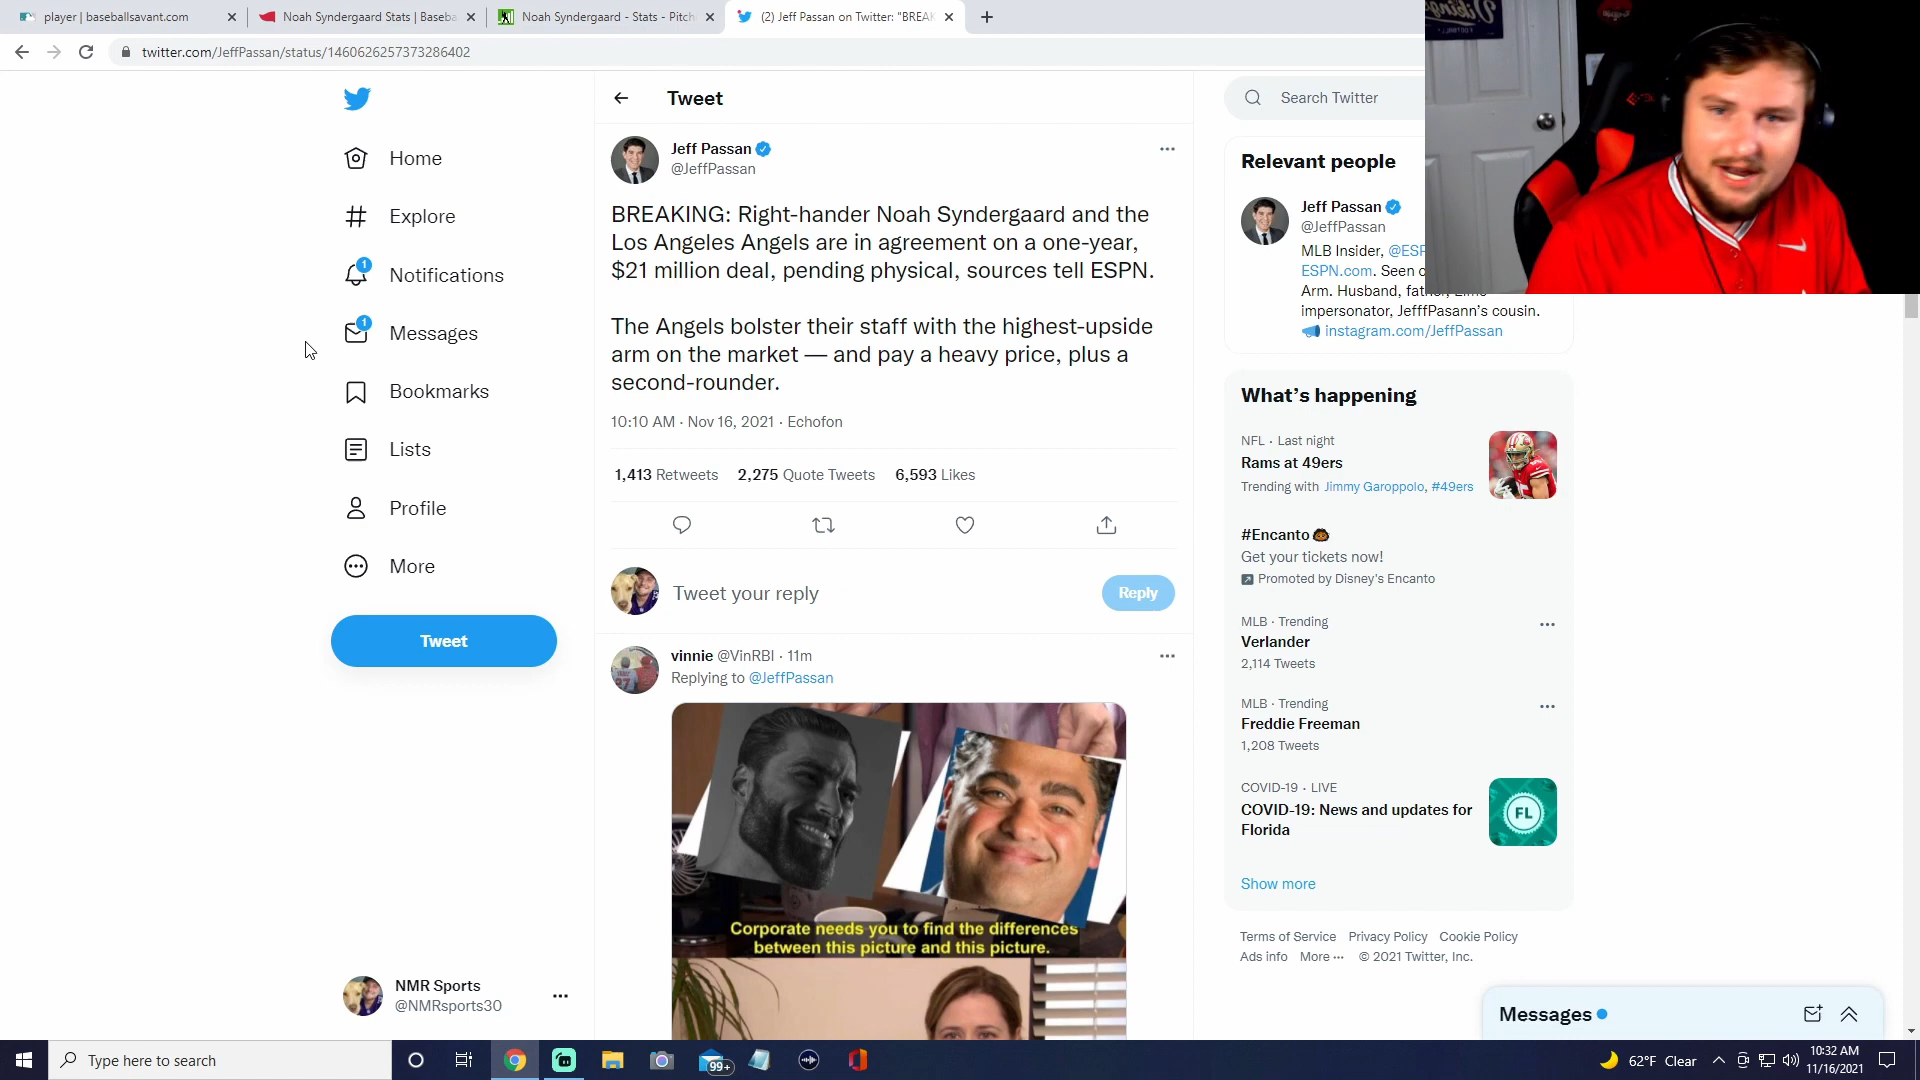 player | baseballsavant.com
Noah Syndergaard Stats | Baseba
Noah Syndergaard - Stats - Pitch
(2) Jeff Passan on Twitter: "BREAK
twitter.com/JeffPassan/status/1460626257373286402
Home
Explore
1
Notifications
1
Messages
Bookmarks
Lists
Profile
More
Tweet
NMR Sports
@NMRsports30
Tweet
Jeff Passan
@JeffPassan
BREAKING: Right-hander Noah Syndergaard and the
Los Angeles Angels are in agreement on a one-year,
$21 million deal, pending physical, sources tell ESPN.
The Angels bolster their staff with the highest-upside
arm on the market — and pay a heavy price, plus a
second-rounder.
10:10 AM · Nov 16, 2021 · Echofon
1,413 Retweets 2,275 Quote Tweets 6,593 Likes
Tweet your reply
Reply
vinnie @VinRBI · 11m
Replying to @JeffPassan
Corporate needs you to find the differences
between this picture and this picture.
Search Twitter
Relevant people
Jeff Passan
@JeffPassan
MLB Insider, @ESP
ESPN.com. Seen o
Arm. Husband, father, Elmo
impersonator, JefffPasann's cousin.
instagram.com/JeffPassan
What's happening
NFL · Last night
Rams at 49ers
Trending with Jimmy Garoppolo, #49ers
#Encanto
Get your tickets now!
Promoted by Disney's Encanto
MLB · Trending
Verlander
2,114 Tweets
MLB · Trending
Freddie Freeman
1,208 Tweets
COVID-19 · LIVE
COVID-19: News and updates for
Florida
FL
Show more
Terms of Service Privacy Policy Cookie Policy
Ads info More © 2021 Twitter, Inc.
Messages
Vikings
FOOTBALL
Type here to search
99+
62°F Clear
10:32 AM
11/16/2021